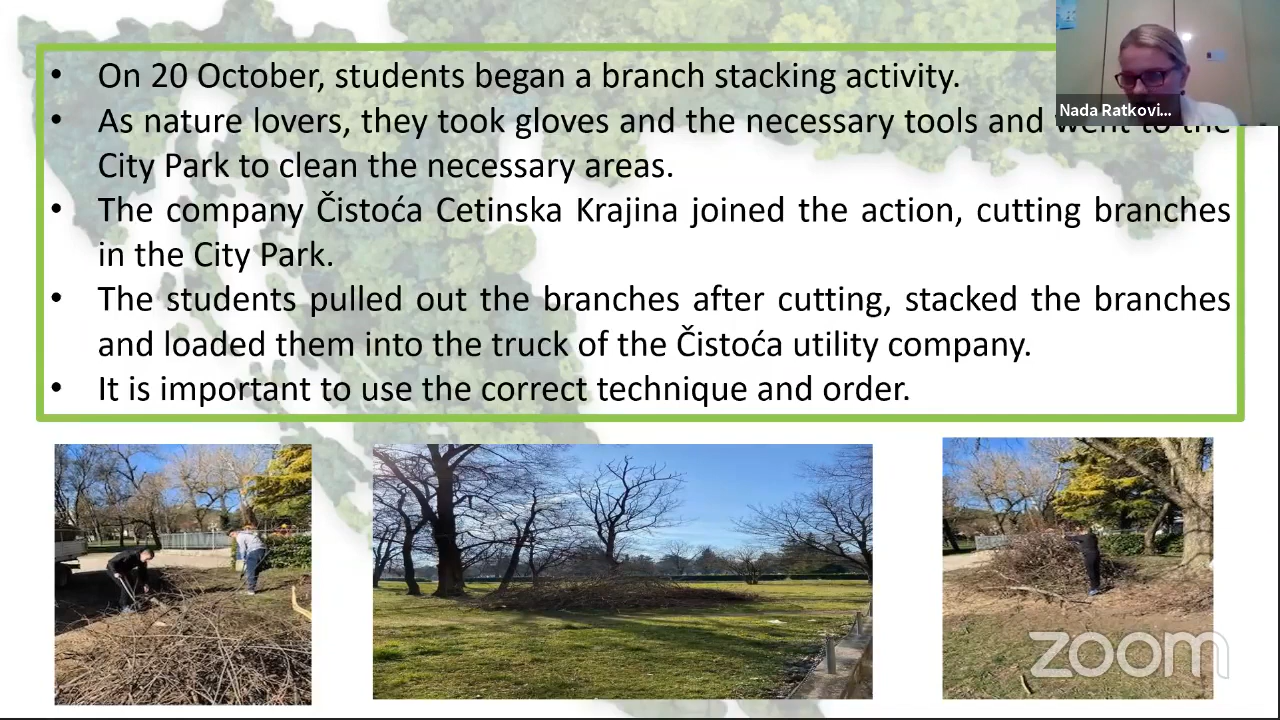 • On 20 October, students began a branch stacking activity.
• As nature lovers, they took gloves and the necessary tools and went to the
City Park to clean the necessary areas.
• The company Čistoća Cetinska Krajina joined the action, cutting branches
in the City Park.
• The students pulled out the branches after cutting, stacked the branches
and loaded them into the truck of the Čistoća utility company.
• It is important to use the correct technique and order.
Nada Ratkovi...
zoom